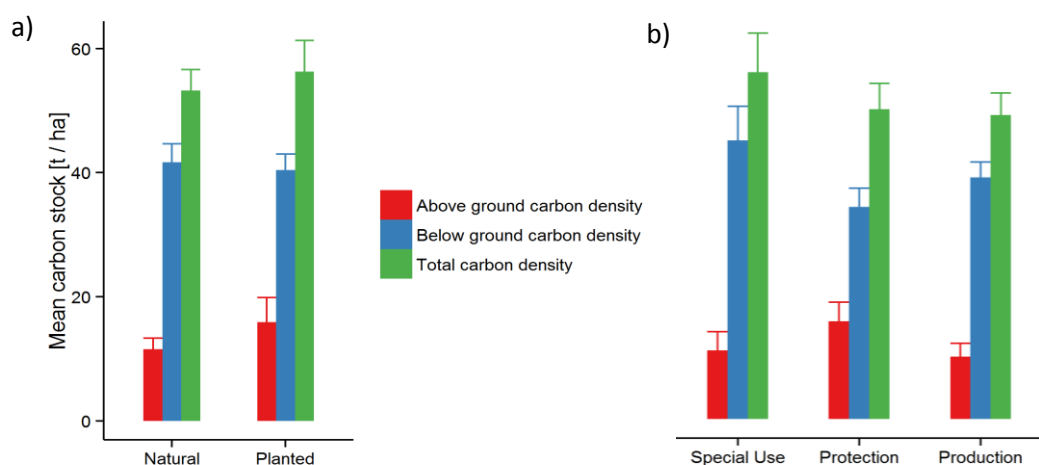 a)
b)
Mean carbon stock [t / ha]
60
40
20
0
Natural Planted
Above ground carbon density
Below ground carbon density
Total carbon density
Special Use Protection Production